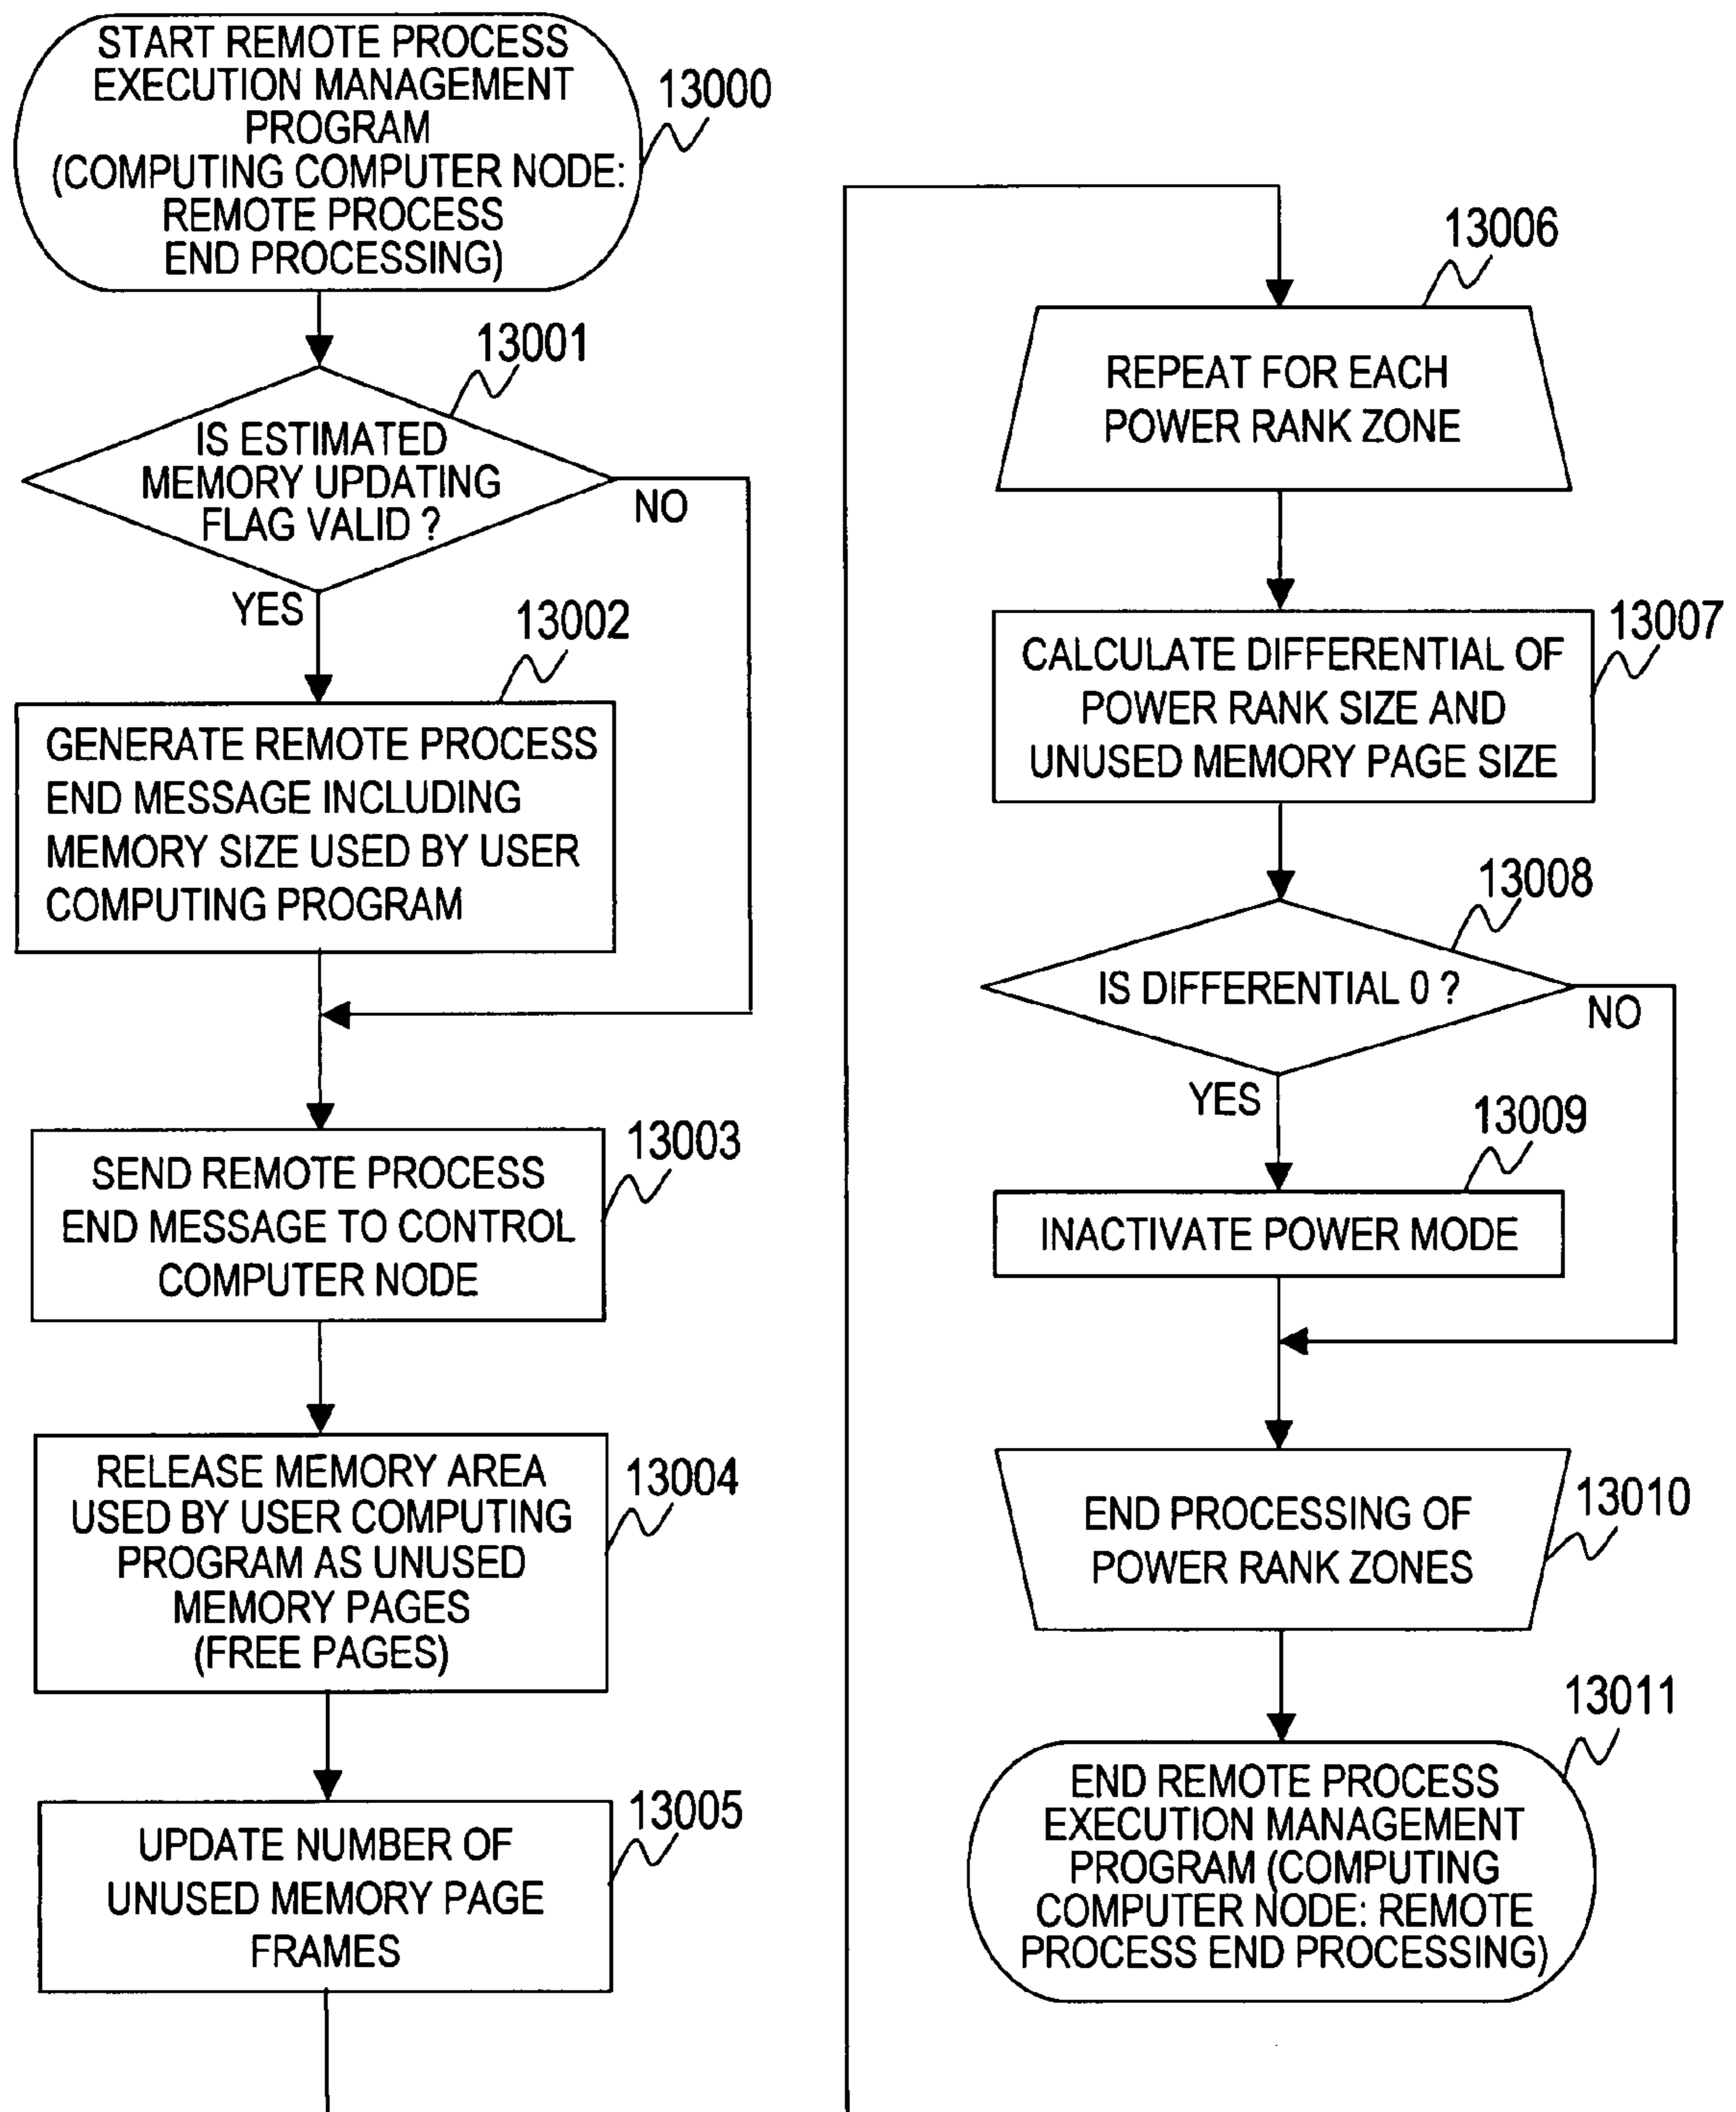 START REMOTE PROCESS
EXECUTION MANAGEMENT
PROGRAM
(COMPUTING COMPUTER NODE:
REMOTE PROCESS
END PROCESSING)
13000
13001
IS ESTIMATED
MEMORY UPDATING
FLAG VALID ?
NO
YES
13002
GENERATE REMOTE PROCESS
END MESSAGE INCLUDING
MEMORY SIZE USED BY USER
COMPUTING PROGRAM
13003
SEND REMOTE PROCESS
END MESSAGE TO CONTROL
COMPUTER NODE
13004
RELEASE MEMORY AREA
USED BY USER COMPUTING
PROGRAM AS UNUSED
MEMORY PAGES
(FREE PAGES)
13005
UPDATE NUMBER OF
UNUSED MEMORY PAGE
FRAMES
13006
REPEAT FOR EACH
POWER RANK ZONE
13007
CALCULATE DIFFERENTIAL OF
POWER RANK SIZE AND
UNUSED MEMORY PAGE SIZE
13008
IS DIFFERENTIAL 0 ?
NO
YES
13009
INACTIVATE POWER MODE
13010
END PROCESSING OF
POWER RANK ZONES
13011
END REMOTE PROCESS
EXECUTION MANAGEMENT
PROGRAM (COMPUTING
COMPUTER NODE: REMOTE
PROCESS END PROCESSING)